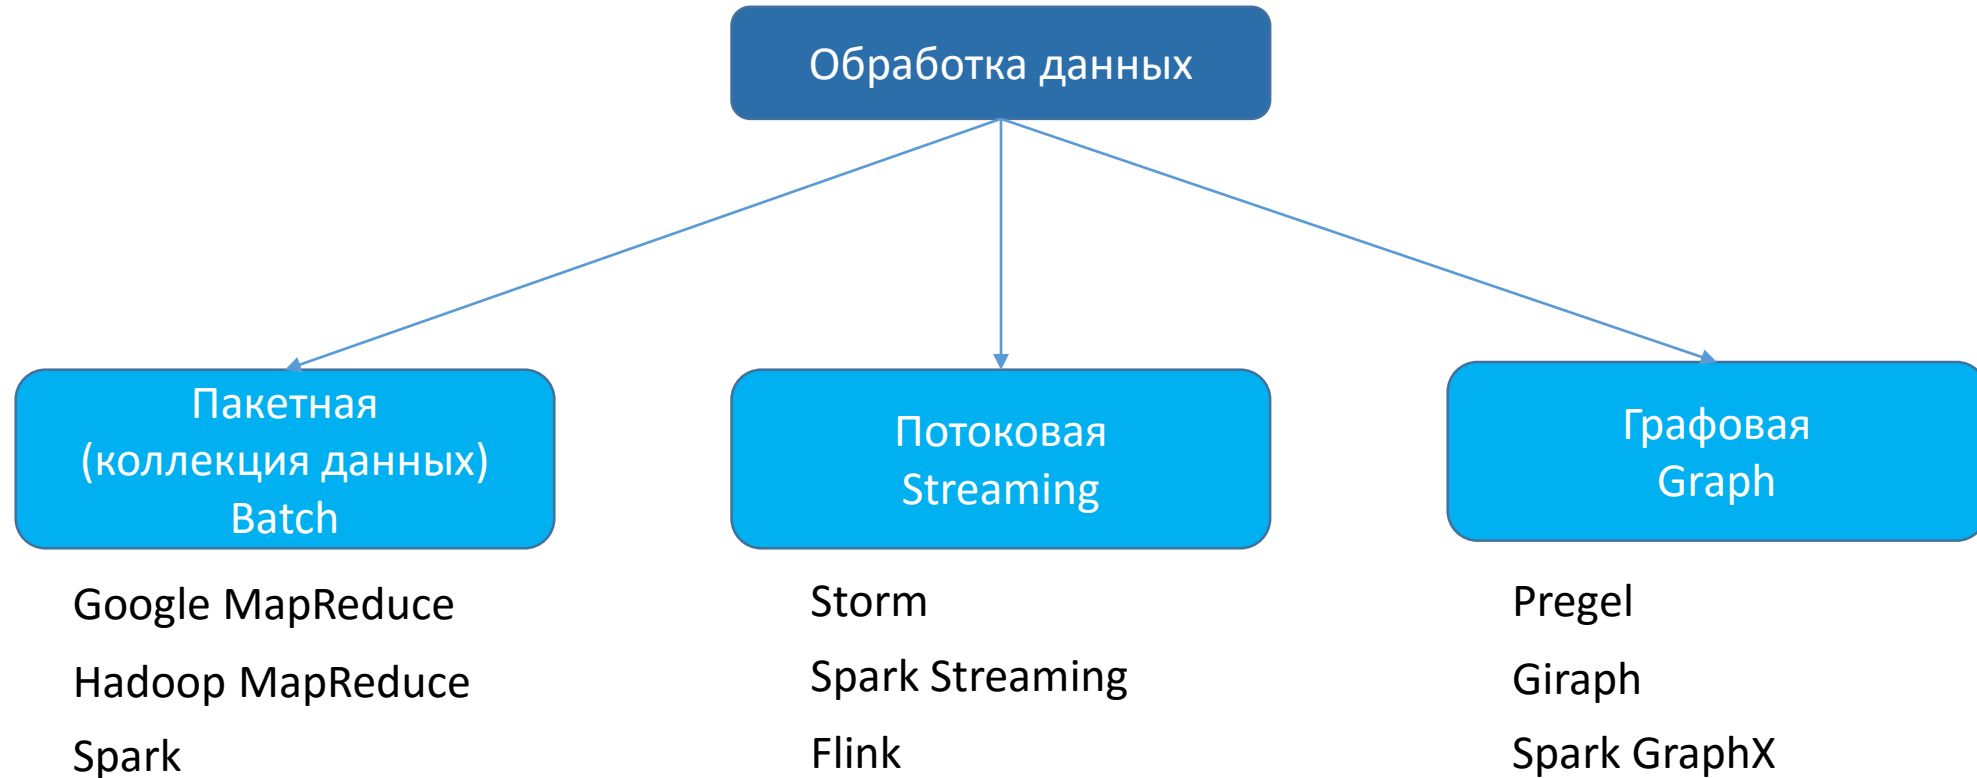 Обработка данных
Пакетная
(коллекция данных)
Batch
Потоковая
Streaming
Графовая
Graph
Google MapReduce
Hadoop MapReduce
Spark
Storm
Spark Streaming
Flink
Pregel
Giraph
Spark GraphX